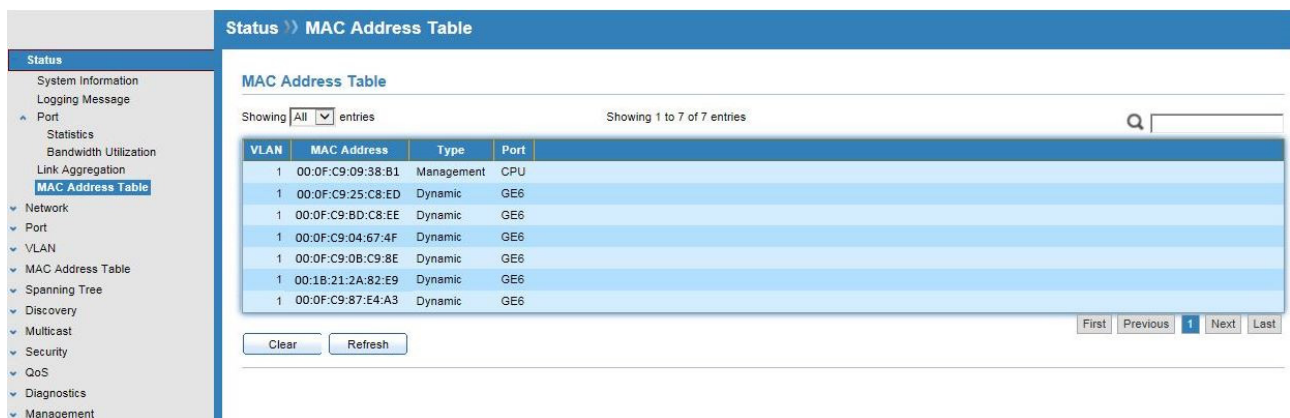 Status » MAC Address Table
Status
System Information
Logging Message
Port
Statistics
Bandwidth Utilization
Link Aggregation
MAC Address Table
Network
Port
VLAN
MAC Address Table
Spanning Tree
Discovery
Multicast
Security
QoS
Diagnostics
Management
MAC Address Table
Showing All entries Showing 1 to 7 of 7 entries
VLAN MAC Address Type Port
1 00:0F:C9:09:38:B1 Management CPU
1 00:0F:C9:25:C8:ED Dynamic GE6
1 00:0F:C9:BD:C8:EE Dynamic GE6
1 00:0F:C9:04:67:4F Dynamic GE6
1 00:0F:C9:0B:C9:8E Dynamic GE6
1 00:1B:21:2A:82:E9 Dynamic GE6
1 00:0F:C9:87:E4:A3 Dynamic GE6
First Previous 1 Next Last
Clear Refresh